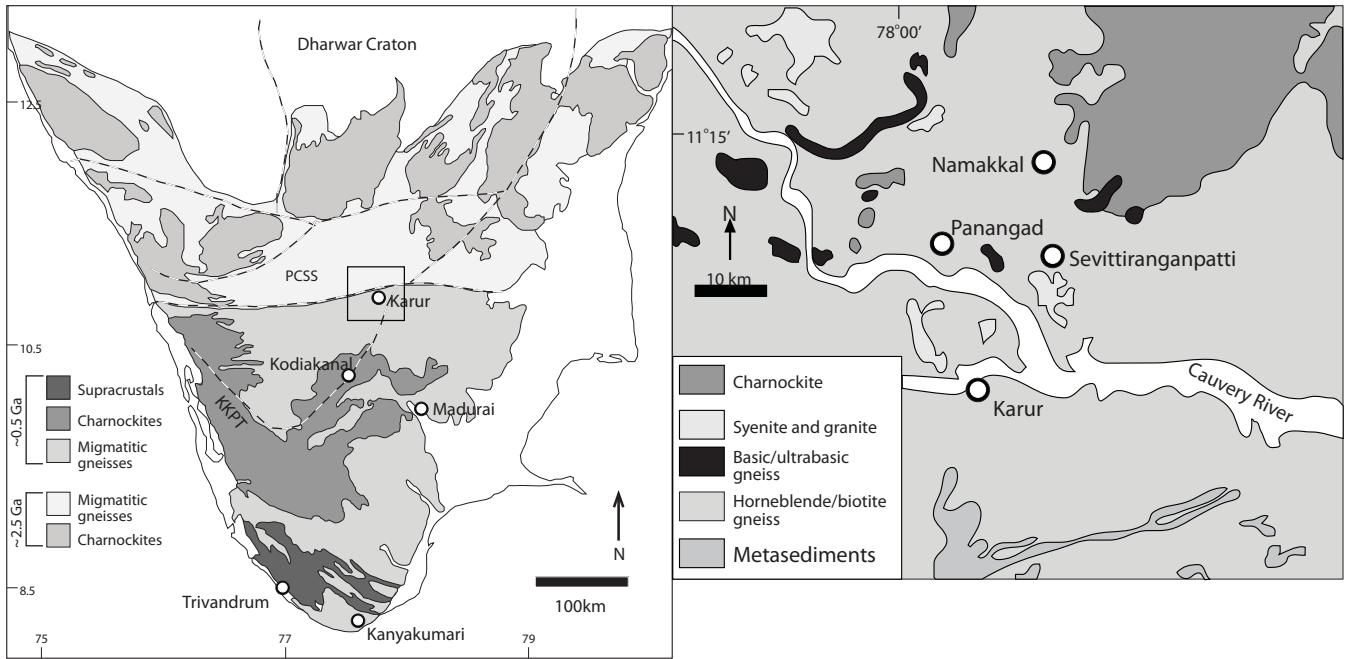 Dharwar Craton
12.5
PCSS
Karur
10.5
Kodiakanal
KKPT
Madurai
~0.5 Ga
Supracrustals
Charnockites
Migmatitic
gneisses
~2.5 Ga
Migmatitic
gneisses
Charnockites
N
8.5
100km
Trivandrum
Kanyakumari
75
77
79
78°00'
11°15'
Namakkal
N
Panangad
Sevittiranganpatti
10 km
Cauvery River
Karur
Charnockite
Syenite and granite
Basic/ultrabasic
gneiss
Horneblende/biotite
gneiss
Metasediments